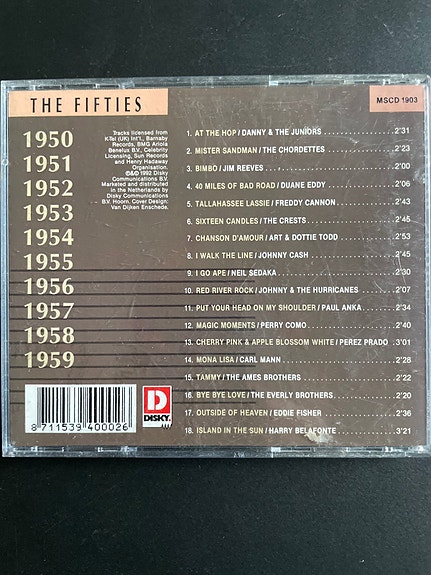 THE FIFTIES
MSCD 1903
1950
1951
1952
1953
1954
1955
1956
1957
1958
1959
Tracks licensed from
K-Tel (UK) Int'l., Barnaby
Records, BMG Ariola
Benelux B.V., Celebrity
Licensing, Sun Records
and Henry Hadaway
Organisation.
℗&© 1992 Disky
Communications B.V.
Marketed and distributed
in the Netherlands by
Disky Communications
B.V. Hoorn. Cover Design:
Van Dijken Enschede.
1. AT THE HOP / DANNY & THE JUNIORS 2'31
2. MISTER SANDMAN / THE CHORDETTES 2'23
3. BIMBO / JIM REEVES 2'00
4. 40 MILES OF BAD ROAD / DUANE EDDY 2'06
5. TALLAHASSEE LASSIE / FREDDY CANNON 2'43
6. SIXTEEN CANDLES / THE CRESTS 2'45
7. CHANSON D'AMOUR / ART & DOTTIE TODD 2'53
8. I WALK THE LINE / JOHNNY CASH 2'45
9. I GO APE / NEIL SEDAKA 2'30
10. RED RIVER ROCK / JOHNNY & THE HURRICANES 2'07
11. PUT YOUR HEAD ON MY SHOULDER / PAUL ANKA 2'34
12. MAGIC MOMENTS / PERRY COMO 2'40
13. CHERRY PINK & APPLE BLOSSOM WHITE / PEREZ PRADO 3'01
14. MONA LISA / CARL MANN 2'28
15. TAMMY / THE AMES BROTHERS 2'22
16. BYE BYE LOVE / THE EVERLY BROTHERS 2'20
17. OUTSIDE OF HEAVEN / EDDIE FISHER 2'36
18. ISLAND IN THE SUN / HARRY BELAFONTE 3'21
8 711539 400026
D
DISKY